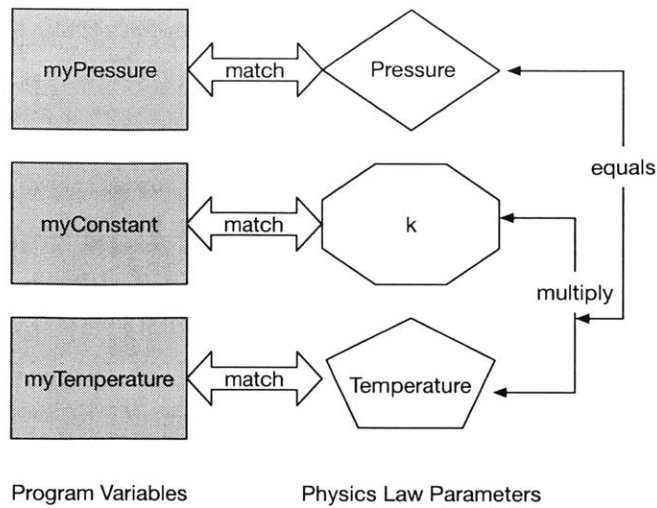 myPressure
match
Pressure
equals
myConstant
match
k
multiply
myTemperature
match
Temperature
Program Variables
Physics Law Parameters